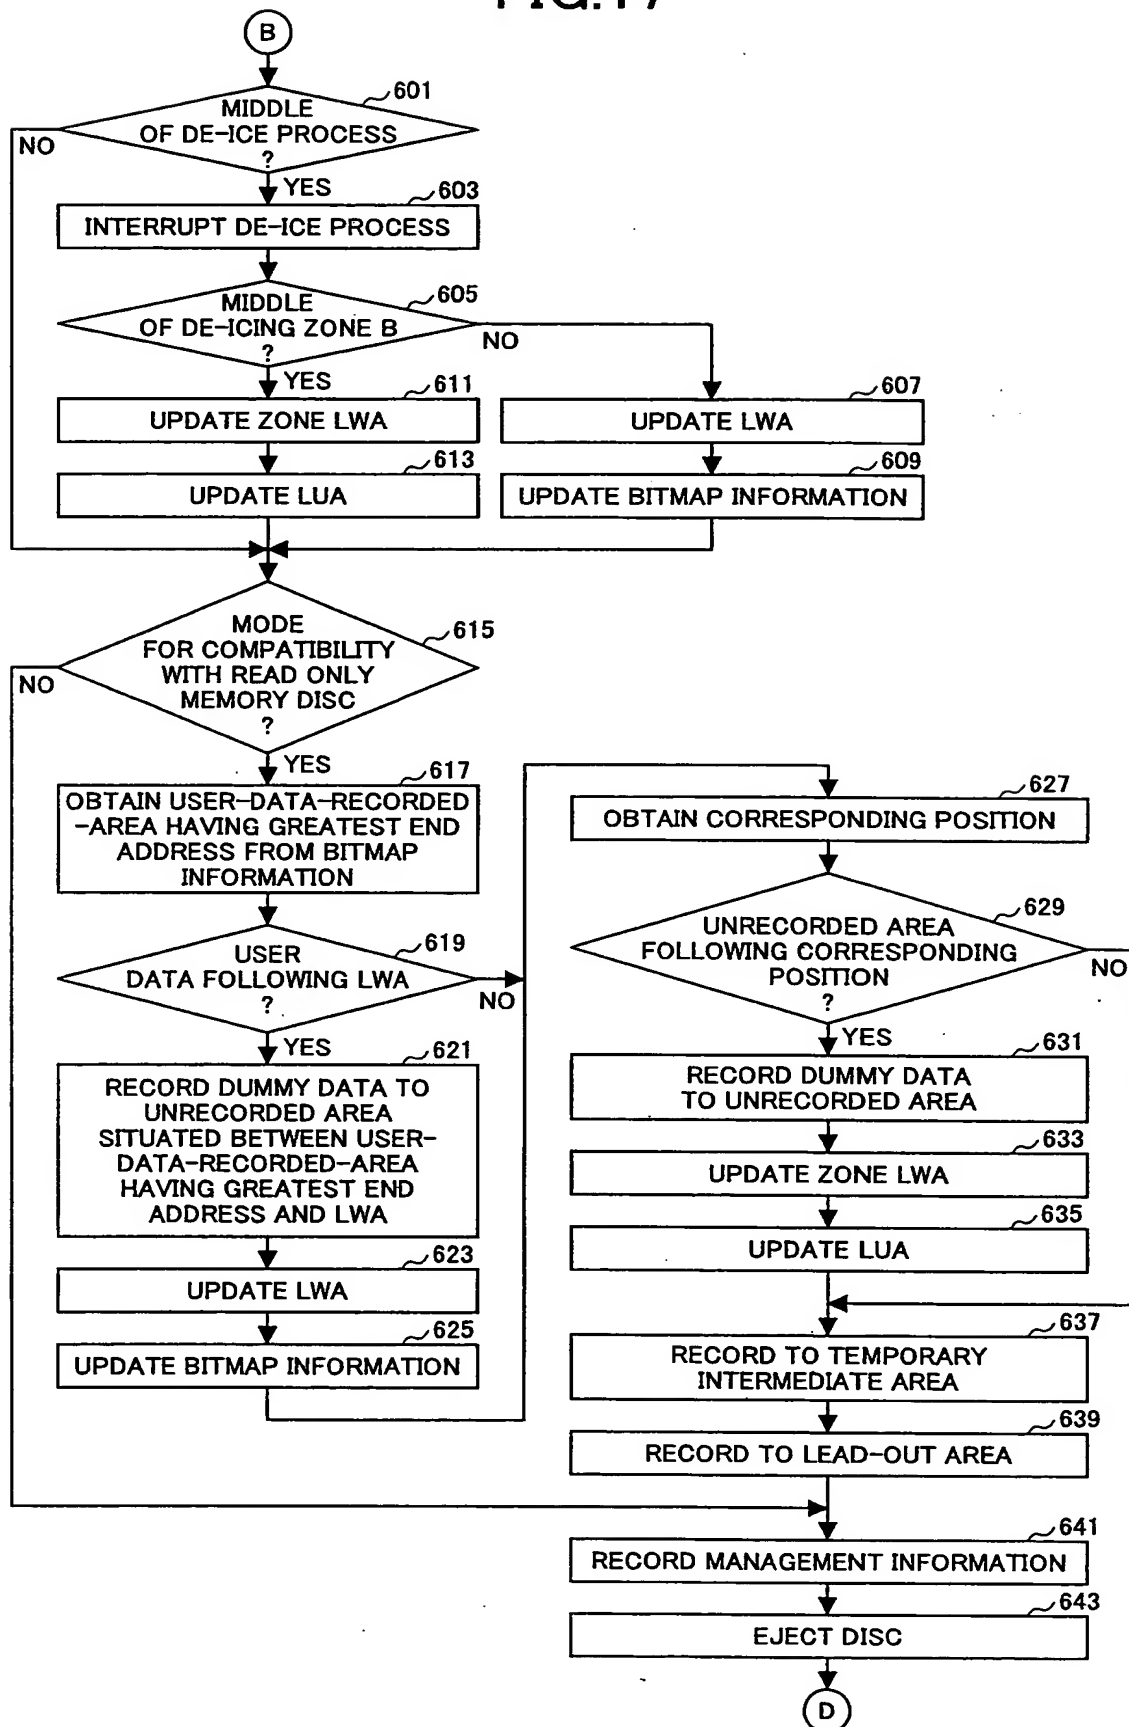 FIG.17
B
601
MIDDLE
OF DE-ICE PROCESS
?
NO
YES
603
INTERRUPT DE-ICE PROCESS
605
MIDDLE
OF DE-ICING ZONE B
?
NO
YES
611
UPDATE ZONE LWA
607
UPDATE LWA
613
UPDATE LUA
609
UPDATE BITMAP INFORMATION
615
MODE
FOR COMPATIBILITY
WITH READ ONLY
MEMORY DISC
?
NO
YES
617
OBTAIN USER-DATA-RECORDED
-AREA HAVING GREATEST END
ADDRESS FROM BITMAP
INFORMATION
619
USER
DATA FOLLOWING LWA
?
NO
YES
621
RECORD DUMMY DATA TO
UNRECORDED AREA
SITUATED BETWEEN USER-
DATA-RECORDED-AREA
HAVING GREATEST END
ADDRESS AND LWA
623
UPDATE LWA
625
UPDATE BITMAP INFORMATION
627
OBTAIN CORRESPONDING POSITION
629
UNRECORDED AREA
FOLLOWING CORRESPONDING
POSITION
?
NO
YES
631
RECORD DUMMY DATA
TO UNRECORDED AREA
633
UPDATE ZONE LWA
635
UPDATE LUA
637
RECORD TO TEMPORARY
INTERMEDIATE AREA
639
RECORD TO LEAD-OUT AREA
641
RECORD MANAGEMENT INFORMATION
643
EJECT DISC
D